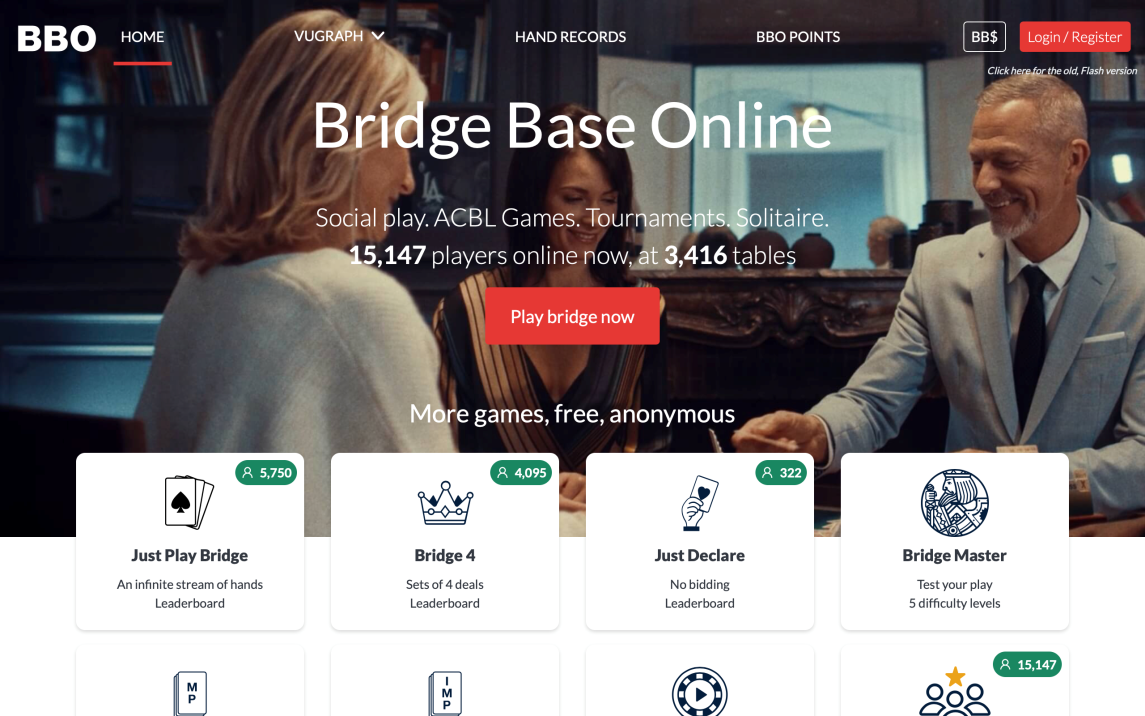 BBO
HOME
VUGRAPH
HAND RECORDS
BBO POINTS
BB$
Login / Register
Click here for the old, Flash version
Bridge Base Online
Social play. ACBL Games. Tournaments. Solitaire.
15,147 players online now, at 3,416 tables
Play bridge now
More games, free, anonymous
5,750
Just Play Bridge
An infinite stream of hands
Leaderboard
4,095
Bridge 4
Sets of 4 deals
Leaderboard
322
Just Declare
No bidding
Leaderboard
Bridge Master
Test your play
5 difficulty levels
M
P
I
M
P
15,147